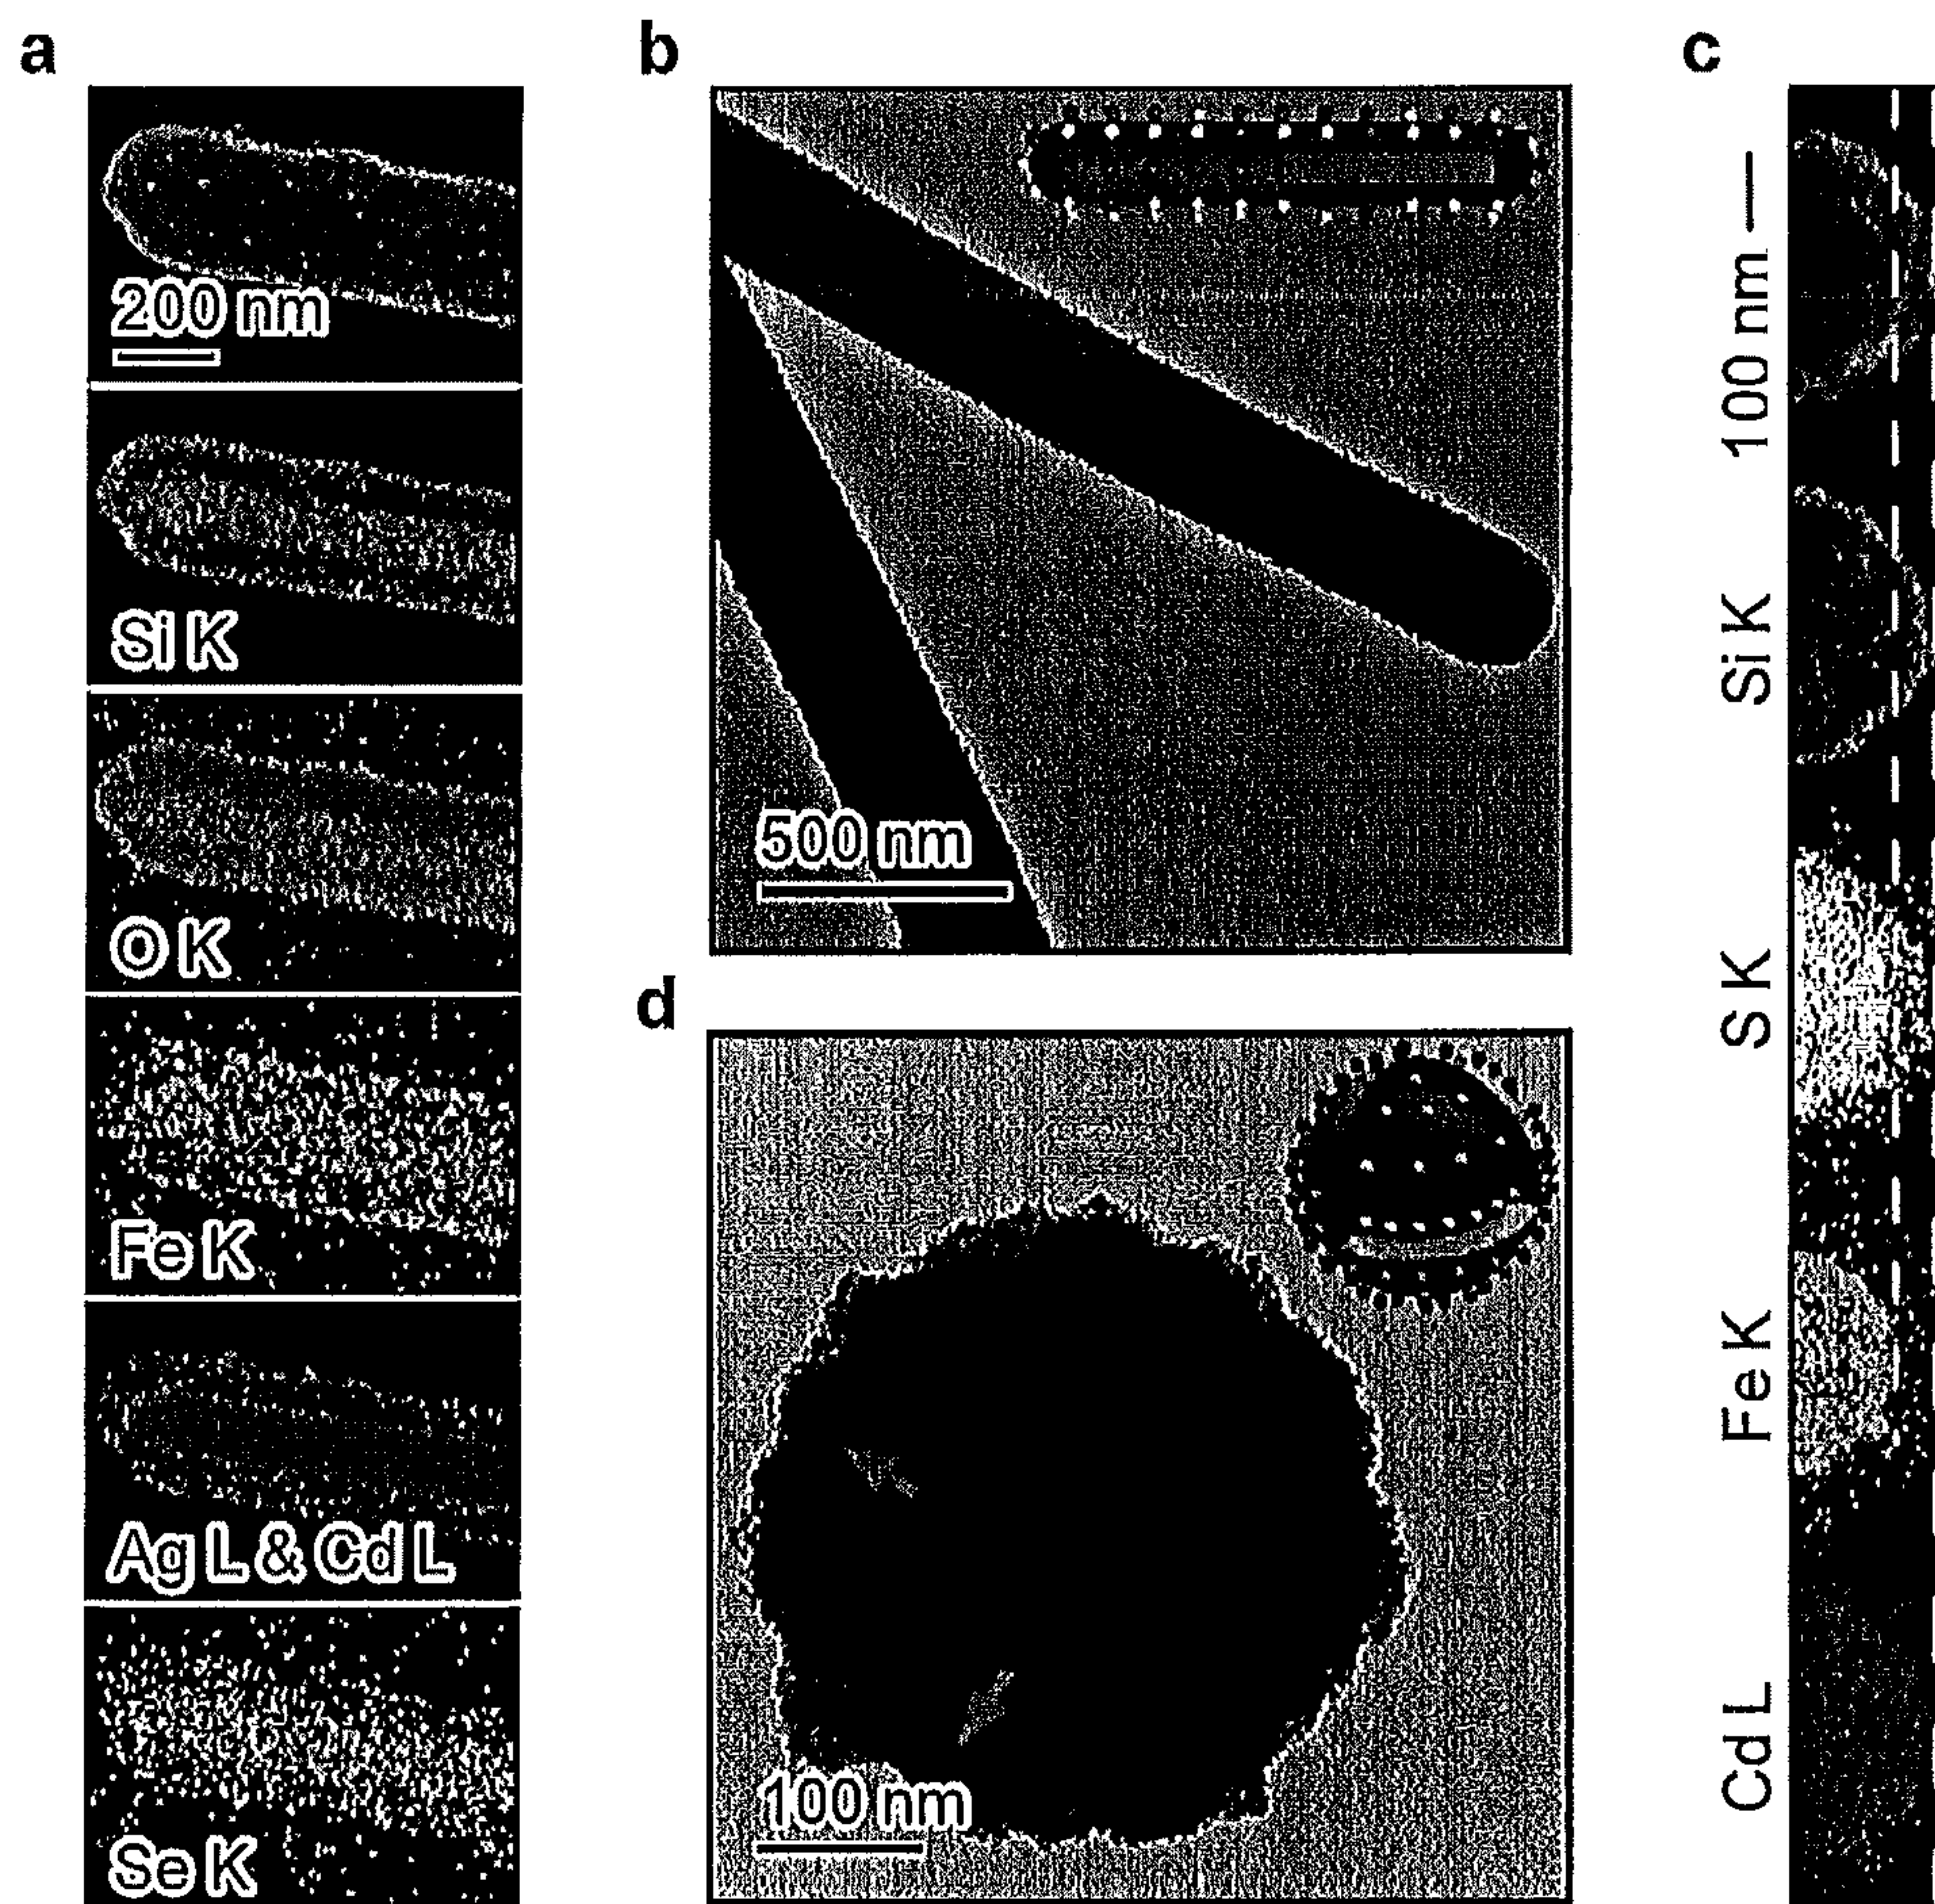 a
200 nm
Si K
O K
Fe K
Ag L & Cd L
Se K
b
500 nm
d
100 nm
c
100 nm
Si K
S K
Fe K
Cd L